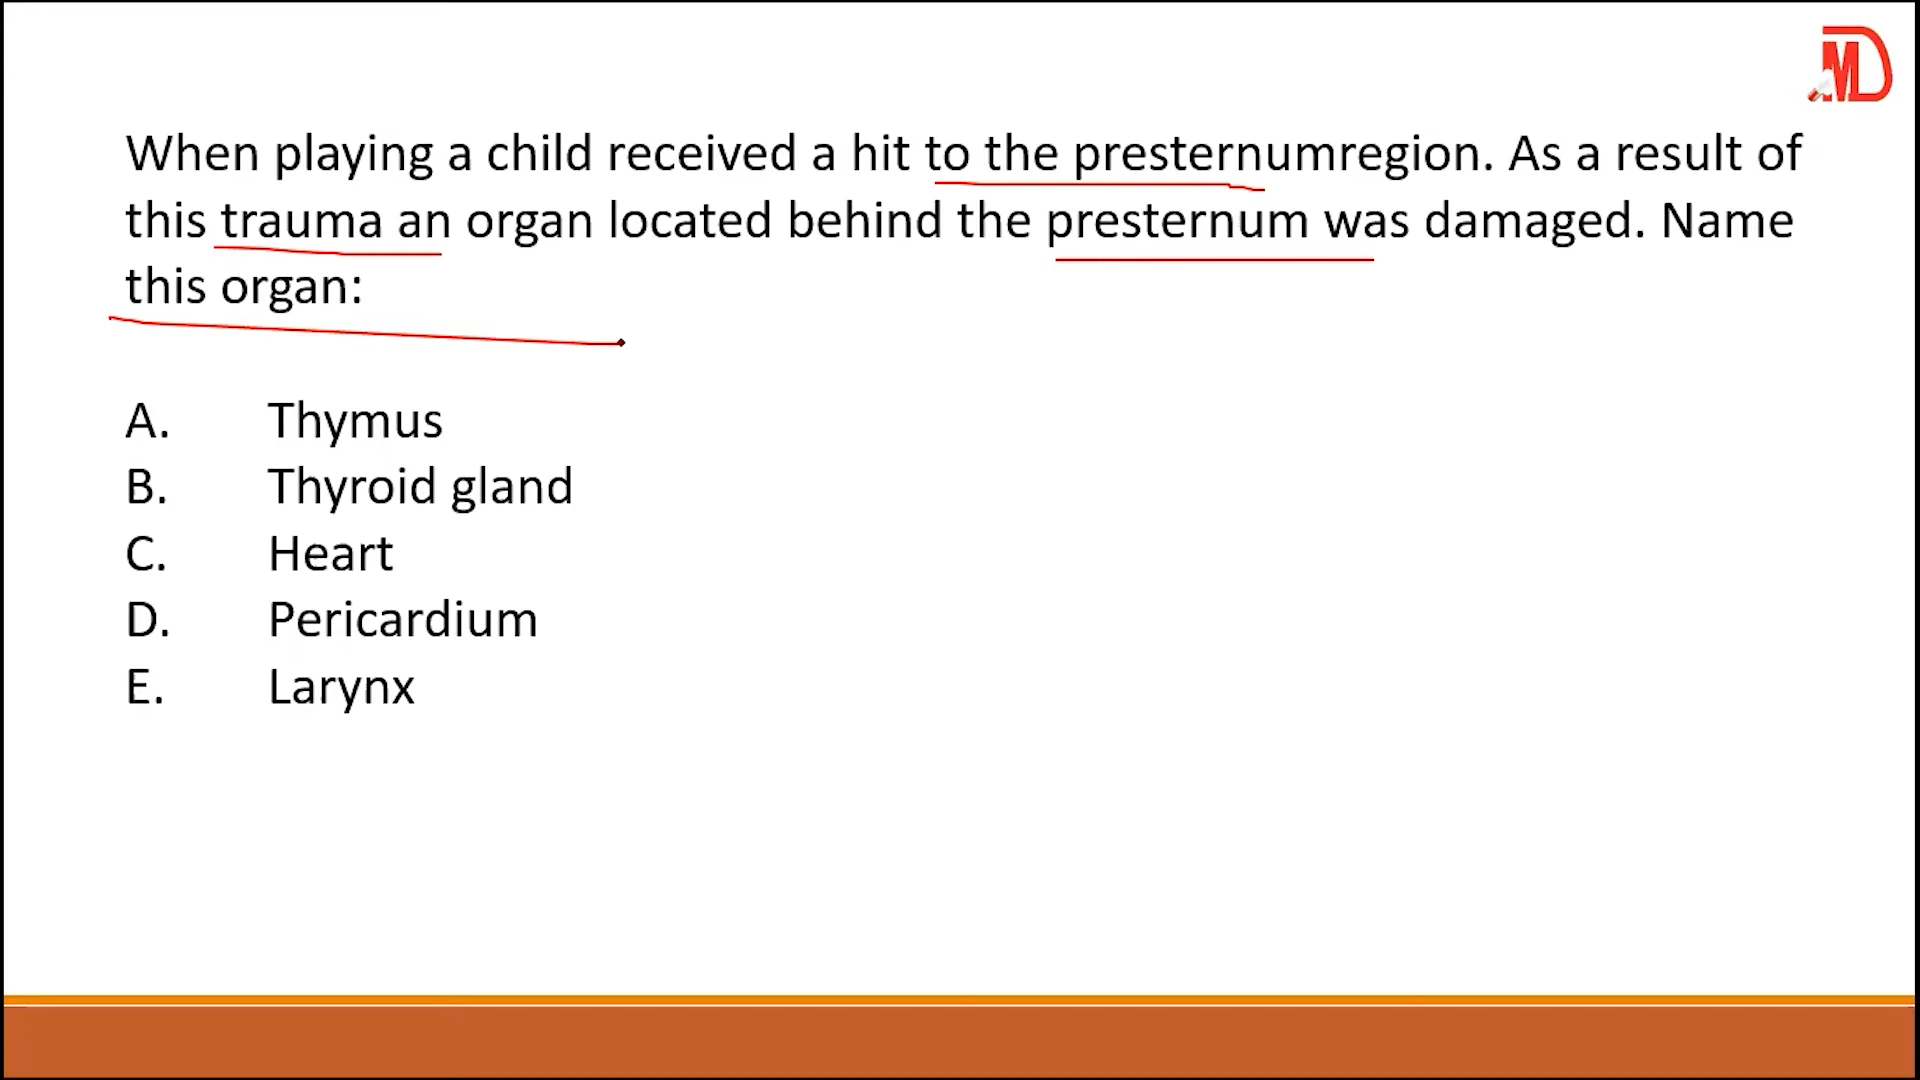 MD
When playing a child received a hit to the presternumregion. As a result of
this trauma an organ located behind the presternum was damaged. Name
this organ:
A. Thymus
B. Thyroid gland
C. Heart
D. Pericardium
E. Larynx